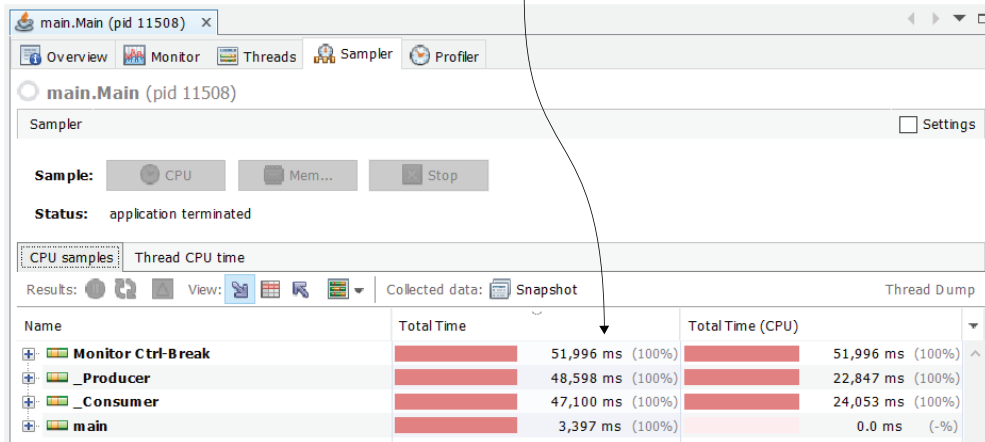 main.Main (pid 11508)
Overview Monitor Threads Sampler Profiler
main.Main (pid 11508)
Sampler Settings
Sample: CPU Mem... Stop
Status: application terminated
CPU samples Thread CPU time
Results: View: Collected data: Snapshot Thread Dump
Name Total Time Total Time (CPU)
Monitor Ctrl-Break 51,996 ms (100%) 51,996 ms (100%)
_Producer 48,598 ms (100%) 22,847 ms (100%)
_Consumer 47,100 ms (100%) 24,053 ms (100%)
main 3,397 ms (100%) 0.0 ms (-%)